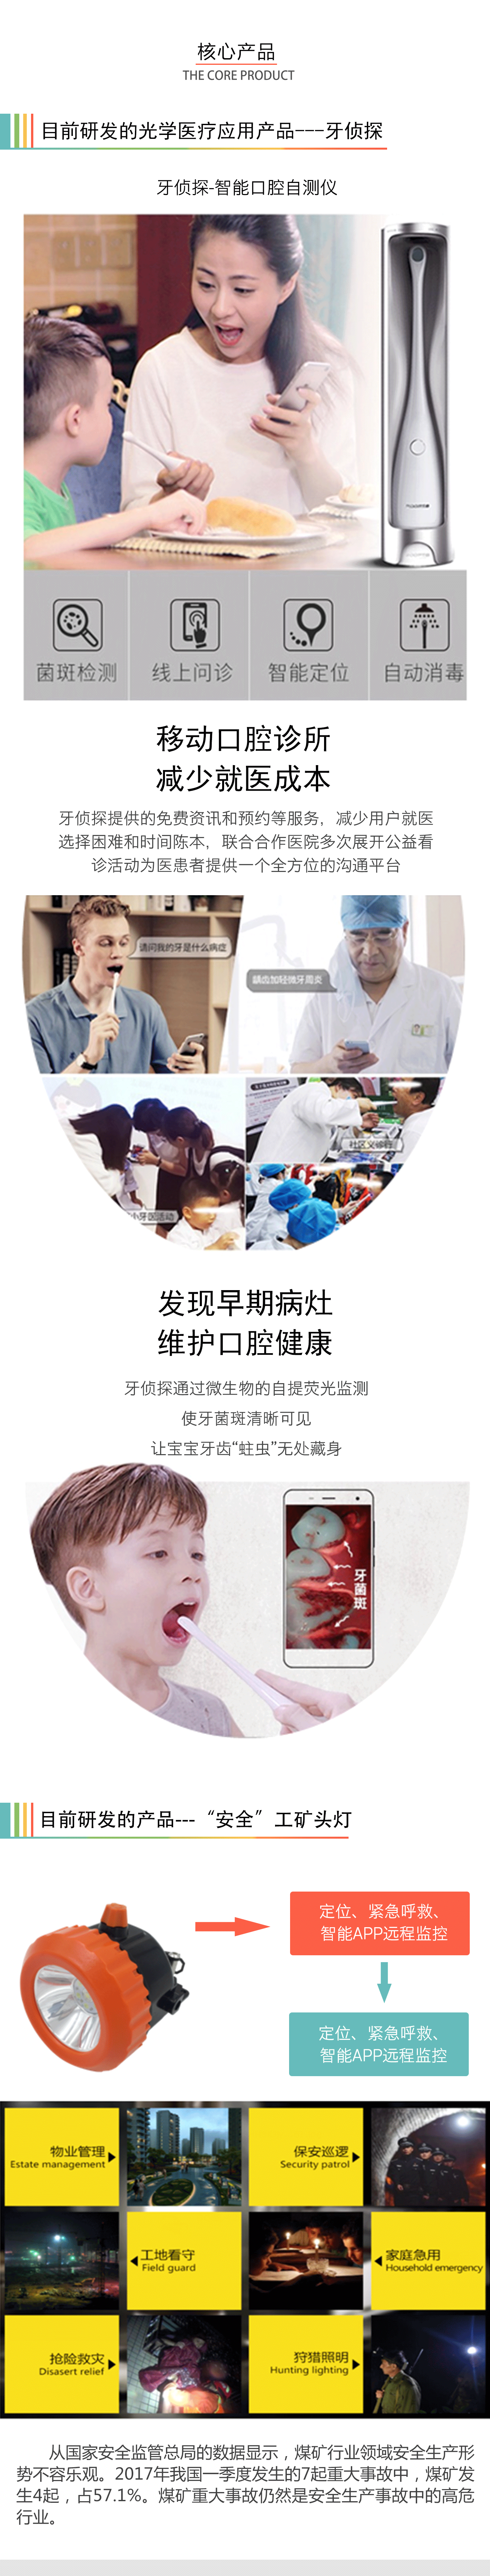 核心产品
THE CORE PRODUCT
目前研发的光学医疗应用产品---牙侦探
牙侦探-智能口腔自测仪
菌斑检测
线上问诊
智能定位
自动消毒
移动口腔诊所
减少就医成本
牙侦探提供的免费资讯和预约等服务，减少用户就医
选择困难和时间陈本，联合合作医院多次展开公益看
诊活动为医患者提供一个全方位的沟通平台
请问我的牙是什么病症
龋齿加轻微牙周炎
社区义诊
小牙医活动
发现早期病灶
维护口腔健康
牙侦探通过微生物的自提荧光监测
使牙菌斑清晰可见
让宝宝牙齿“蛀虫”无处藏身
牙菌斑
目前研发的产品---“安全”工矿头灯
定位、紧急呼救、
智能APP远程监控
定位、紧急呼救、
智能APP远程监控
物业管理
Estate management
保安巡逻
Security patrol
工地看守
Field guard
家庭急用
Household emergency
抢险救灾
Disasert relief
狩猎照明
Hunting lighting
从国家安全监管总局的数据显示，煤矿行业领域安全生产形
势不容乐观。2017年我国一季度发生的7起重大事故中，煤矿发
生4起，占57.1%。煤矿重大事故仍然是安全生产事故中的高危
行业。